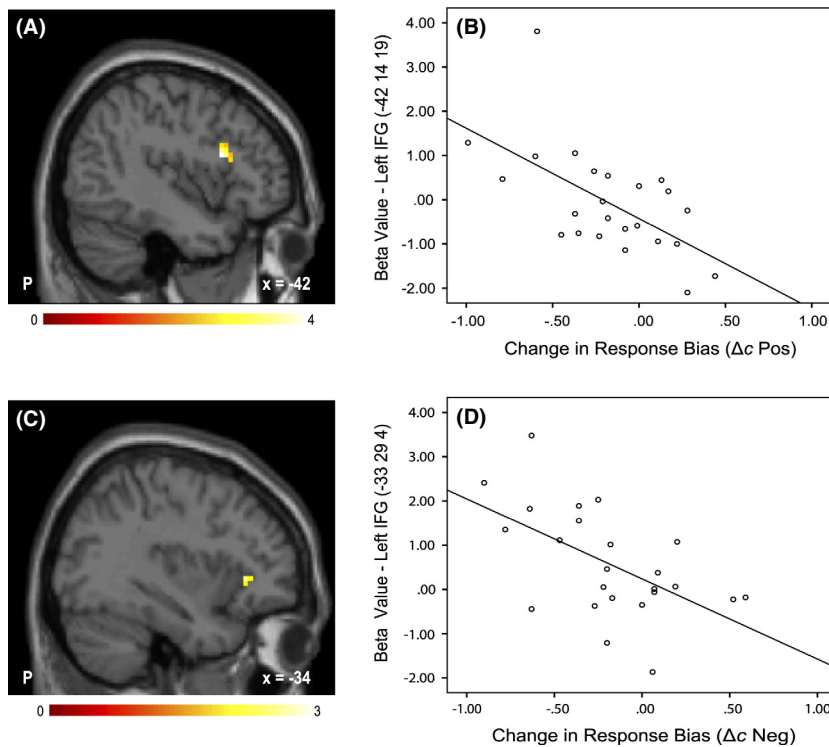 (A)
P
x = -42
0
4
(B)
Beta Value - Left IFG (-42 14 19)
4.00
3.00
2.00
1.00
.00
-1.00
-2.00
-1.00
-.50
.00
.50
1.00
Change in Response Bias (Δc Pos)
(C)
P
x = -34
0
3
(D)
Beta Value - Left IFG (-33 29 4)
4.00
3.00
2.00
1.00
.00
-1.00
-2.00
-1.00
-.50
.00
.50
1.00
Change in Response Bias (Δc Neg)